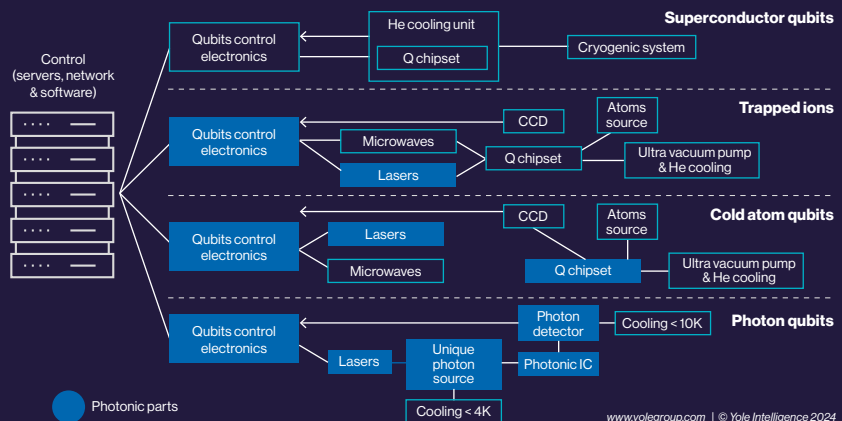 Superconductor qubits
Control
(servers, network
& software)
Qubits control
electronics
He cooling unit
Q chipset
Cryogenic system
Trapped ions
Qubits control
electronics
CCD
Microwaves
Lasers
Q chipset
Atoms
source
Ultra vacuum pump
& He cooling
Cold atom qubits
Qubits control
electronics
Lasers
Microwaves
CCD
Atoms
source
Q chipset
Ultra vacuum pump
& He cooling
Photon qubits
Qubits control
electronics
Lasers
Unique
photon
source
Cooling < 4K
Photon
detector
Photonic IC
Cooling < 10K
Photonic parts
www.yolegroup.com | © Yole Intelligence 2024